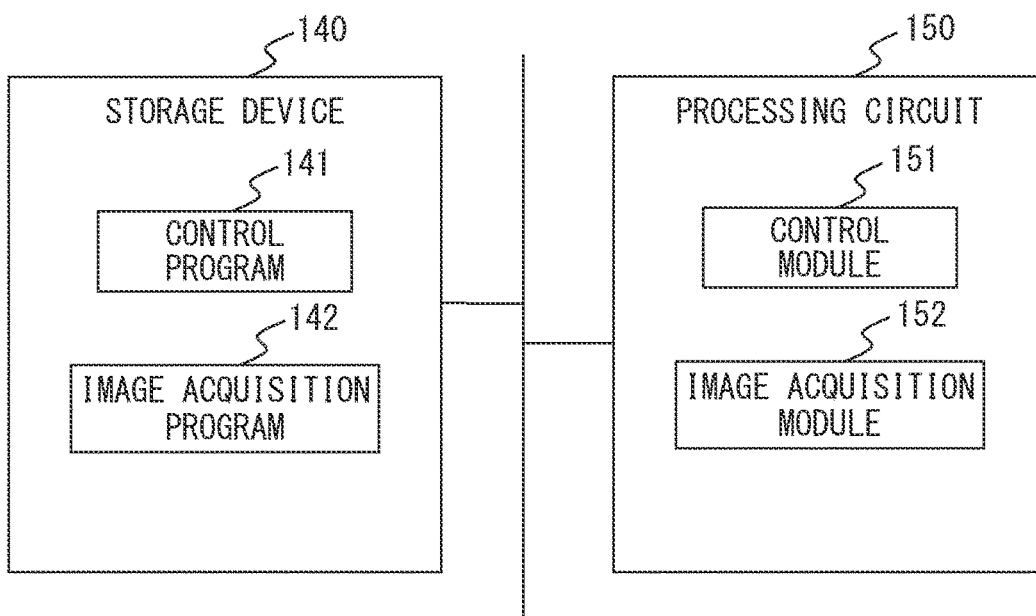 140
STORAGE DEVICE
141
CONTROL
PROGRAM
142
IMAGE ACQUISITION
PROGRAM
150
PROCESSING CIRCUIT
151
CONTROL
MODULE
152
IMAGE ACQUISITION
MODULE